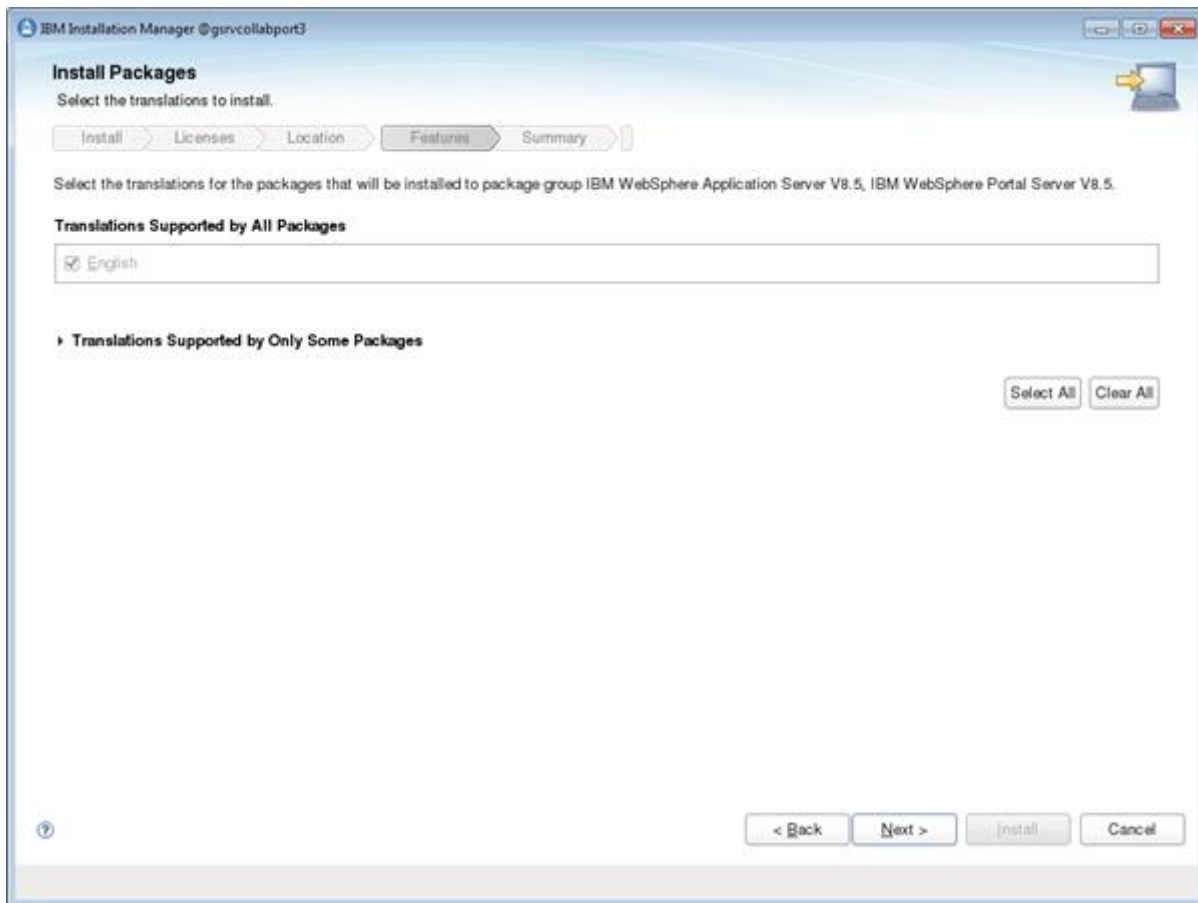 IBM Installation Manager @gsrvcollabport3
Install Packages
Select the translations to install.
Install Licenses Location Features Summary
Select the translations for the packages that will be installed to package group IBM WebSphere Application Server V8.5, IBM WebSphere Portal Server V8.5.
Translations Supported by All Packages
English
Translations Supported by Only Some Packages
Select All Clear All
? < Back Next > Install Cancel